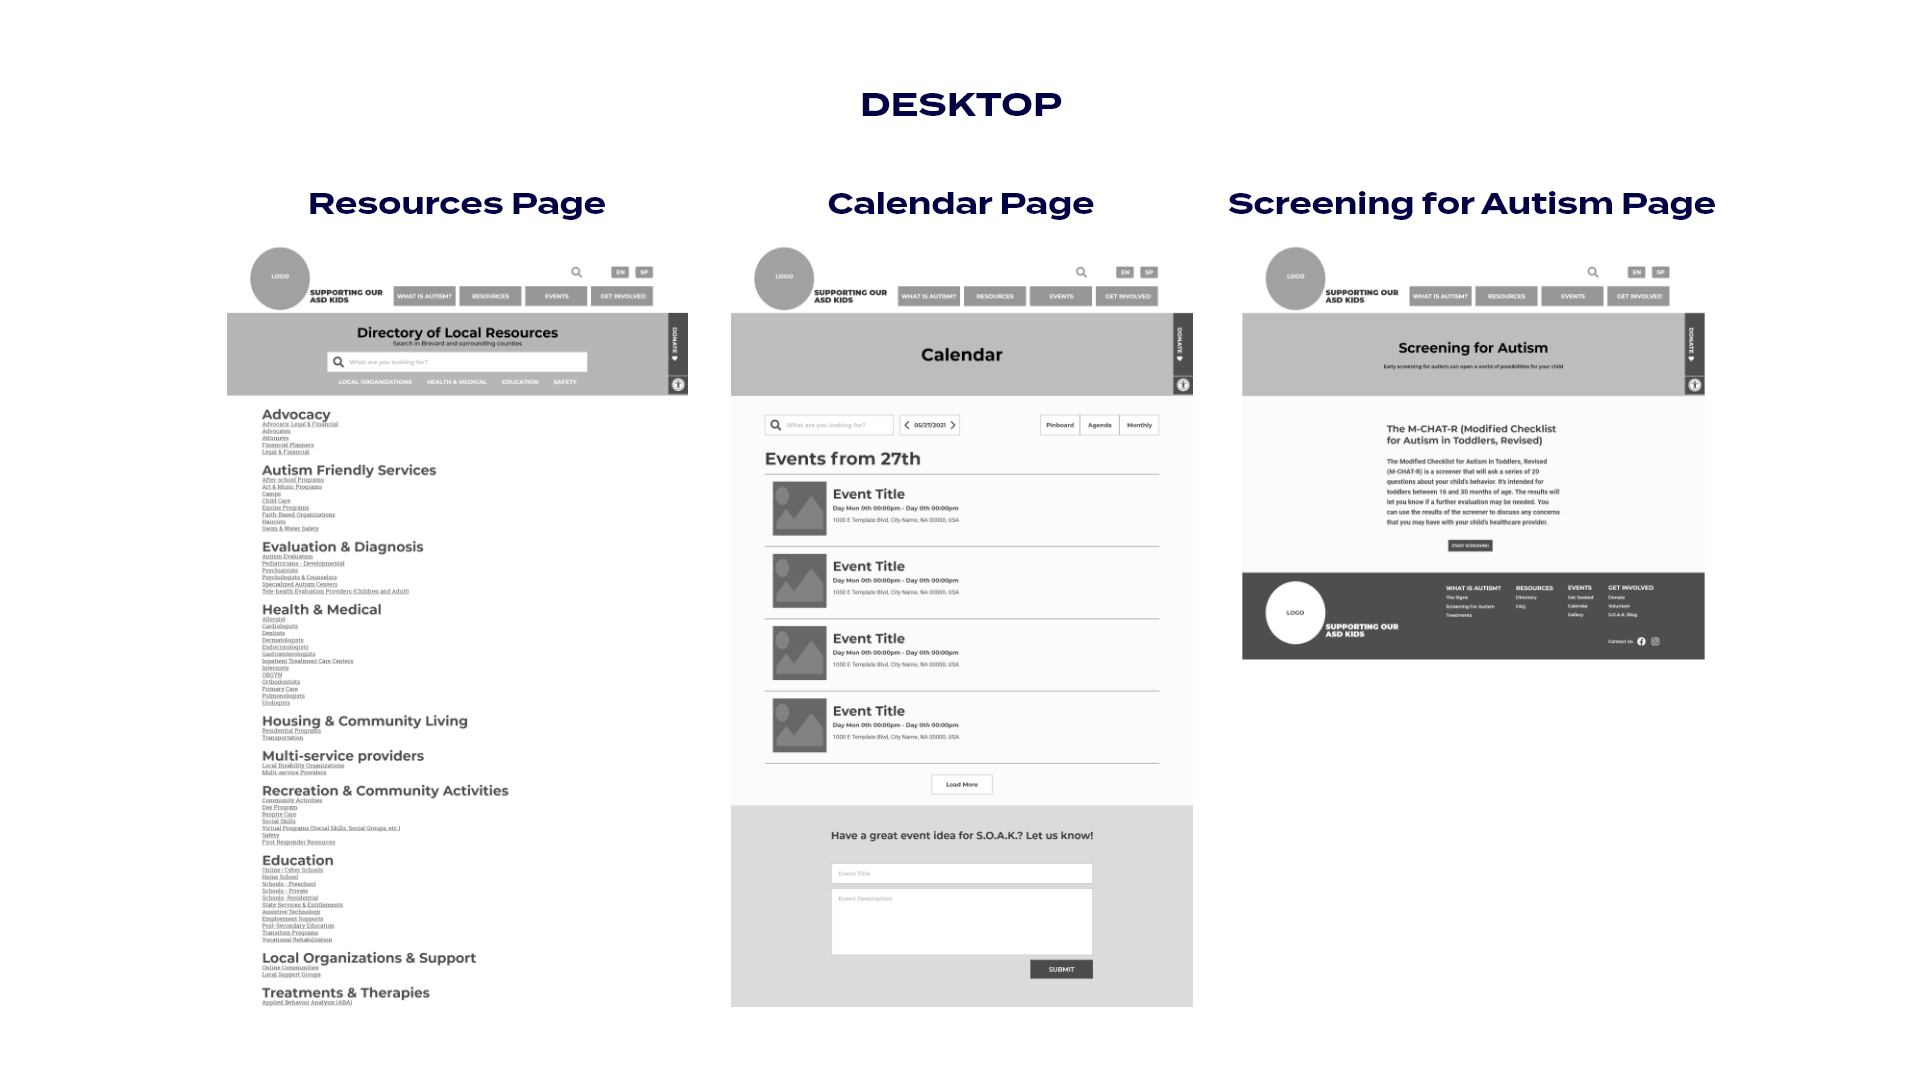 DESKTOP
Resources Page
LOGO
SUPPORTING OUR
ASD KIDS
EN SP
WHAT IS AUTISM? RESOURCES EVENTS GET INVOLVED
Directory of Local Resources
Search in Brevard and surrounding counties
What are you looking for?
LOCAL ORGANIZATIONS HEALTH & MEDICAL EDUCATION SAFETY
DONATE
Advocacy
Advocacy, Legal & Financial
Advocates
Attorneys
Financial Planners
Legal & Financial
Autism Friendly Services
After-school Programs
Art & Music Programs
Camps
Child Care
Equine Programs
Faith-Based Organizations
Haircuts
Swim & Water Safety
Evaluation & Diagnosis
Autism Evaluation
Pediatricians - Developmental
Psychiatrists
Psychologists & Counselors
Specialized Autism Centers
Tele-health Evaluation Providers (Children and Adult)
Health & Medical
Allergist
Cardiologists
Dentists
Dermatologists
Endocrinologists
Gastroenterologists
Inpatient Treatment Care Centers
Internists
OBGYN
Orthodontists
Primary Care
Pulmonologists
Urologists
Housing & Community Living
Residential Programs
Transportation
Multi-service providers
Local Disability Organizations
Multi-service Providers
Recreation & Community Activities
Community Activities
Day Program
Respite Care
Social Skills
Virtual Programs (Social Skills, Social Groups, etc.)
Safety
First Responder Resources
Education
Online | Cyber Schools
Home School
Schools - Preschool
Schools - Private
Schools- Residential
State Services & Entitlements
Assistive Technology
Employment Supports
Post-Secondary Education
Transition Programs
Vocational Rehabilitation
Local Organizations & Support
Online Communities
Local Support Groups
Treatments & Therapies
Applied Behavior Analysis (ABA)
Calendar Page
LOGO
SUPPORTING OUR
ASD KIDS
EN SP
WHAT IS AUTISM? RESOURCES EVENTS GET INVOLVED
Calendar
DONATE
What are you looking for? 05/27/2021 Pinboard Agenda Monthly
Events from 27th
Event Title
Day Mon 0th 00:00pm - Day 0th 00:00pm
1000 E Template Blvd, City Name, NA 00000, USA
Event Title
Day Mon 0th 00:00pm - Day 0th 00:00pm
1000 E Template Blvd, City Name, NA 00000, USA
Event Title
Day Mon 0th 00:00pm - Day 0th 00:00pm
1000 E Template Blvd, City Name, NA 00000, USA
Event Title
Day Mon 0th 00:00pm - Day 0th 00:00pm
1000 E Template Blvd, City Name, NA 00000, USA
Load More
Have a great event idea for S.O.A.K.? Let us know!
Event Title
Event Description
SUBMIT
Screening for Autism Page
LOGO
SUPPORTING OUR
ASD KIDS
EN SP
WHAT IS AUTISM? RESOURCES EVENTS GET INVOLVED
Screening for Autism
Early screening for autism can open a world of possibilities for your child
DONATE
The M-CHAT-R (Modified Checklist
for Autism in Toddlers, Revised)
The Modified Checklist for Autism in Toddlers, Revised
(M-CHAT-R) is a screener that will ask a series of 20
questions about your child's behavior. It's intended for
toddlers between 16 and 30 months of age. The results will
let you know if a further evaluation may be needed. You
can use the results of the screener to discuss any concerns
that you may have with your child's healthcare provider.
START SCREENING
LOGO
SUPPORTING OUR
ASD KIDS
WHAT IS AUTISM? RESOURCES EVENTS GET INVOLVED
The Signs Directory Get Soaked Donate
Screening For Autism FAQ Calendar Volunteer
Treatments Gallery S.O.A.K. Blog
Contact Us